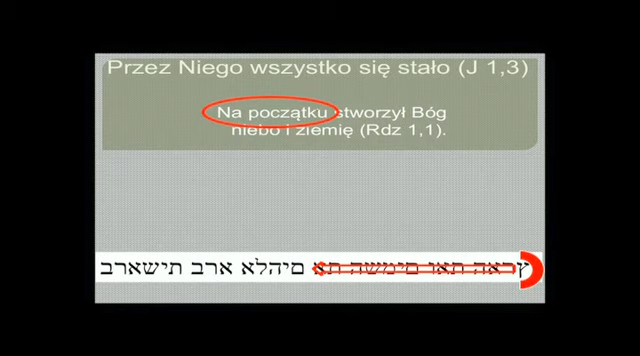 Przez Niego wszystko się stało (J 1,3)
Na początku stworzył Bóg
niebo i ziemię (Rdz 1,1).
בראשית ברא אלהים את השמים ואת הארץ